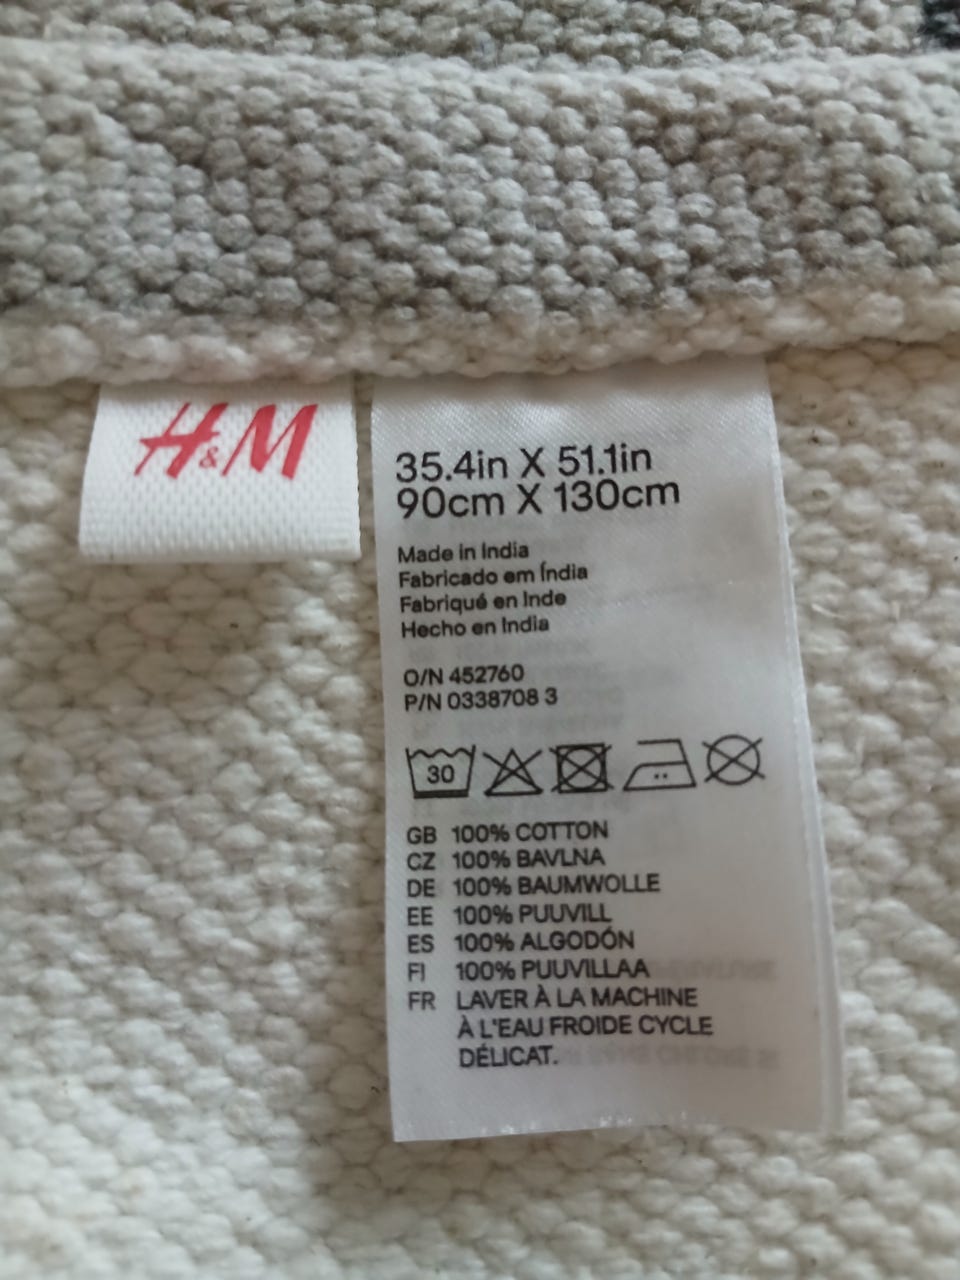 H&M
35.4in X 51.1in
90cm X 130cm
Made in India
Fabricado em Índia
Fabriqué en Inde
Hecho en India
O/N 452760
P/N 0338708 3
30
GB 100% COTTON
CZ 100% BAVLNA
DE 100% BAUMWOLLE
EE 100% PUUVILL
ES 100% ALGODÓN
FI 100% PUUVILLAA
FR LAVER À LA MACHINE
À L'EAU FROIDE CYCLE
DÉLICAT.